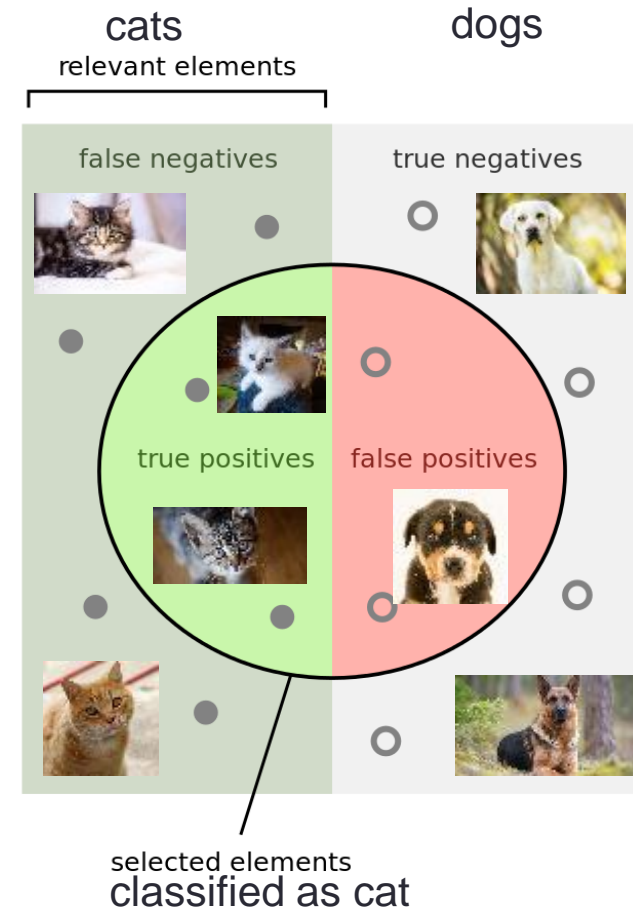 cats
dogs
relevant elements
false negatives
true negatives
true positives
false positives
selected elements
classified as cat